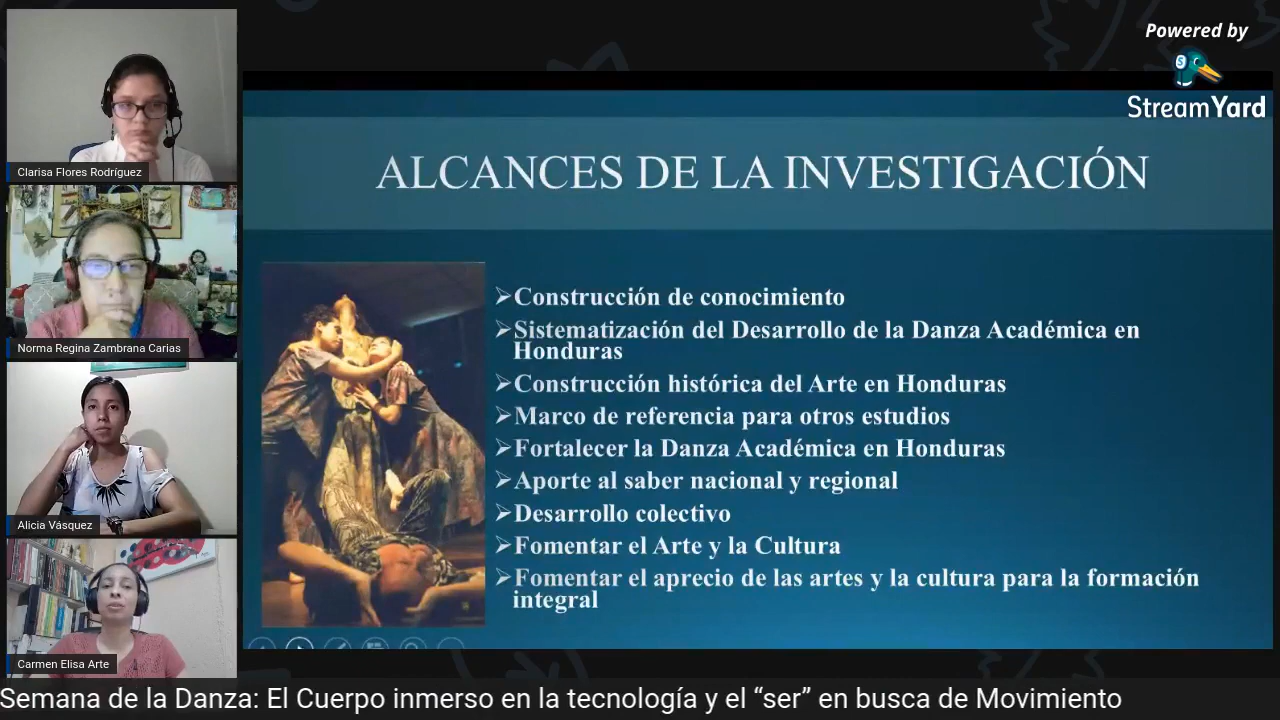 Powered by
StreamYard
Clarisa Flores Rodríguez
Norma Regina Zambrana Carias
Alicia Vásquez
Carmen Elisa Arte
ALCANCES DE LA INVESTIGACIÓN
➢Construcción de conocimiento
➢Sistematización del Desarrollo de la Danza Académica en
Honduras
➢Construcción histórica del Arte en Honduras
➢Marco de referencia para otros estudios
➢Fortalecer la Danza Académica en Honduras
➢Aporte al saber nacional y regional
➢Desarrollo colectivo
➢Fomentar el Arte y la Cultura
➢Fomentar el aprecio de las artes y la cultura para la formación
integral
Semana de la Danza: El Cuerpo inmerso en la tecnología y el “ser” en busca de Movimiento